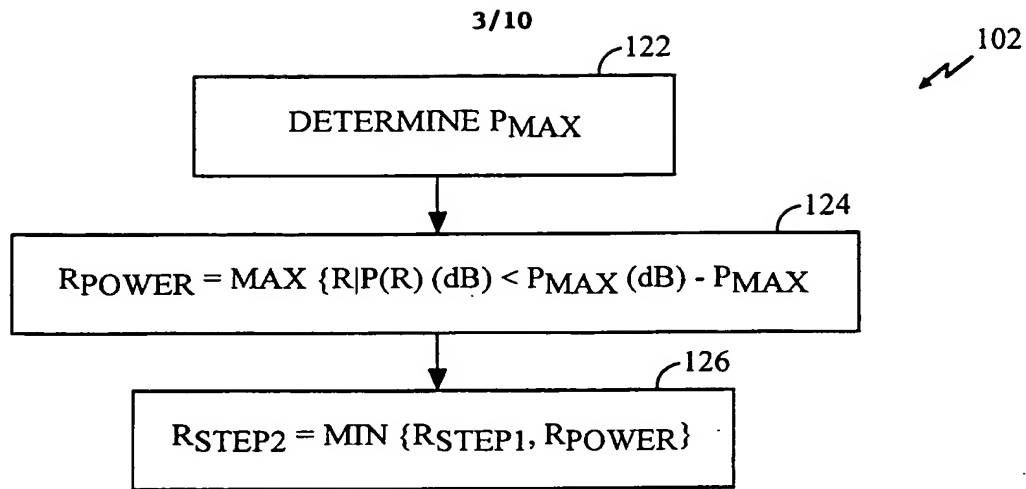 3/10
122
102
DETERMINE PMAX
124
RPOWER = MAX {R|P(R) (dB) < PMAX (dB) - PMAX
126
RSTEP2 = MIN {RSTEP1, RPOWER}